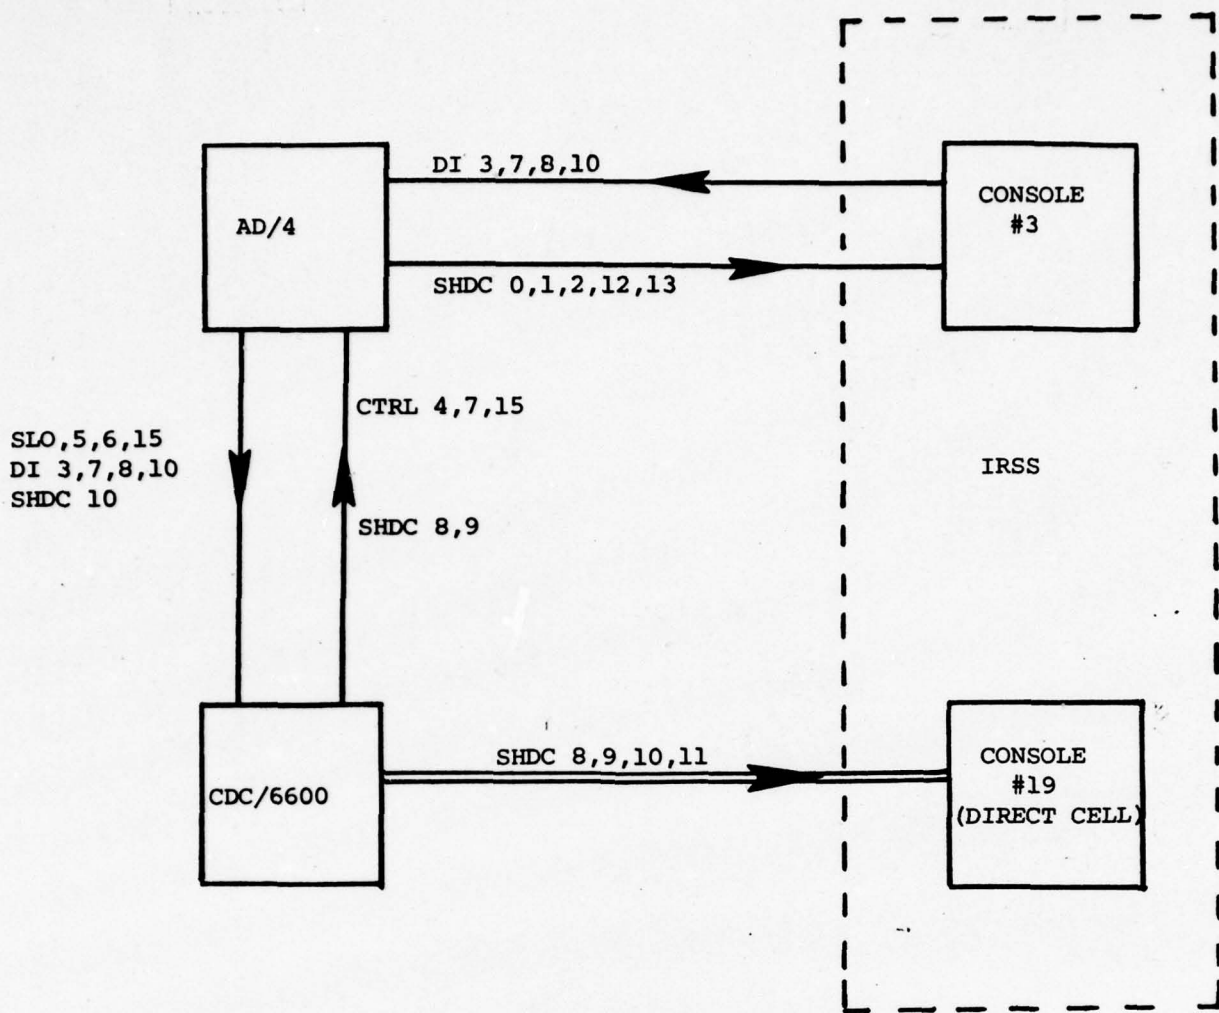 DI 3,7,8,10
CONSOLE
#3
AD/4
SHDC 0,1,2,12,13
CTRL 4,7,15
SLO,5,6,15
DI 3,7,8,10
SHDC 10
IRSS
SHDC 8,9
SHDC 8,9,10,11
CONSOLE
#19
(DIRECT CELL)
CDC/6600